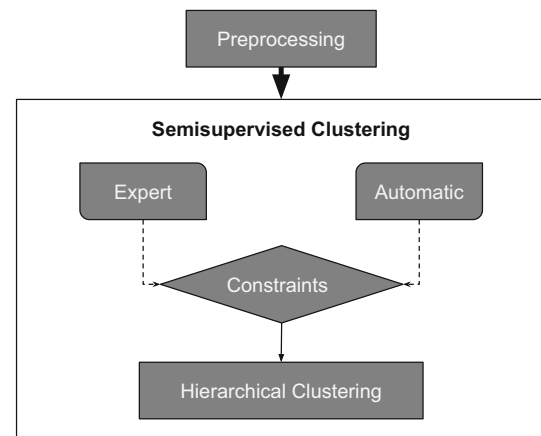 Preprocessing
Semisupervised Clustering
Expert
Automatic
Constraints
Hierarchical Clustering